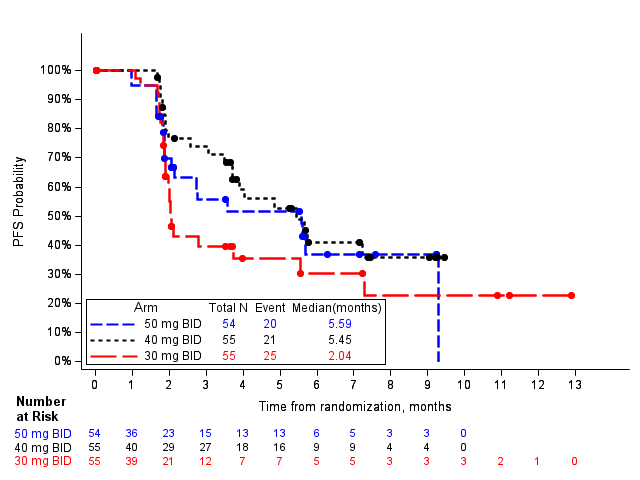 100%
90%
80%
70%
60%
50%
40%
30%
20%
10%
0%
PFS Probability
Arm Total N Event Median(months)
50 mg BID 54 20 5.59
40 mg BID 55 21 5.45
30 mg BID 55 25 2.04
0 1 2 3 4 5 6 7 8 9 10 11 12 13
Time from randomization, months
Number
at Risk
50 mg BID 54 36 23 15 13 13 6 5 3 3 0
40 mg BID 55 40 29 27 18 16 9 9 4 4 0
30 mg BID 55 39 21 12 7 7 5 5 3 3 3 2 1 0